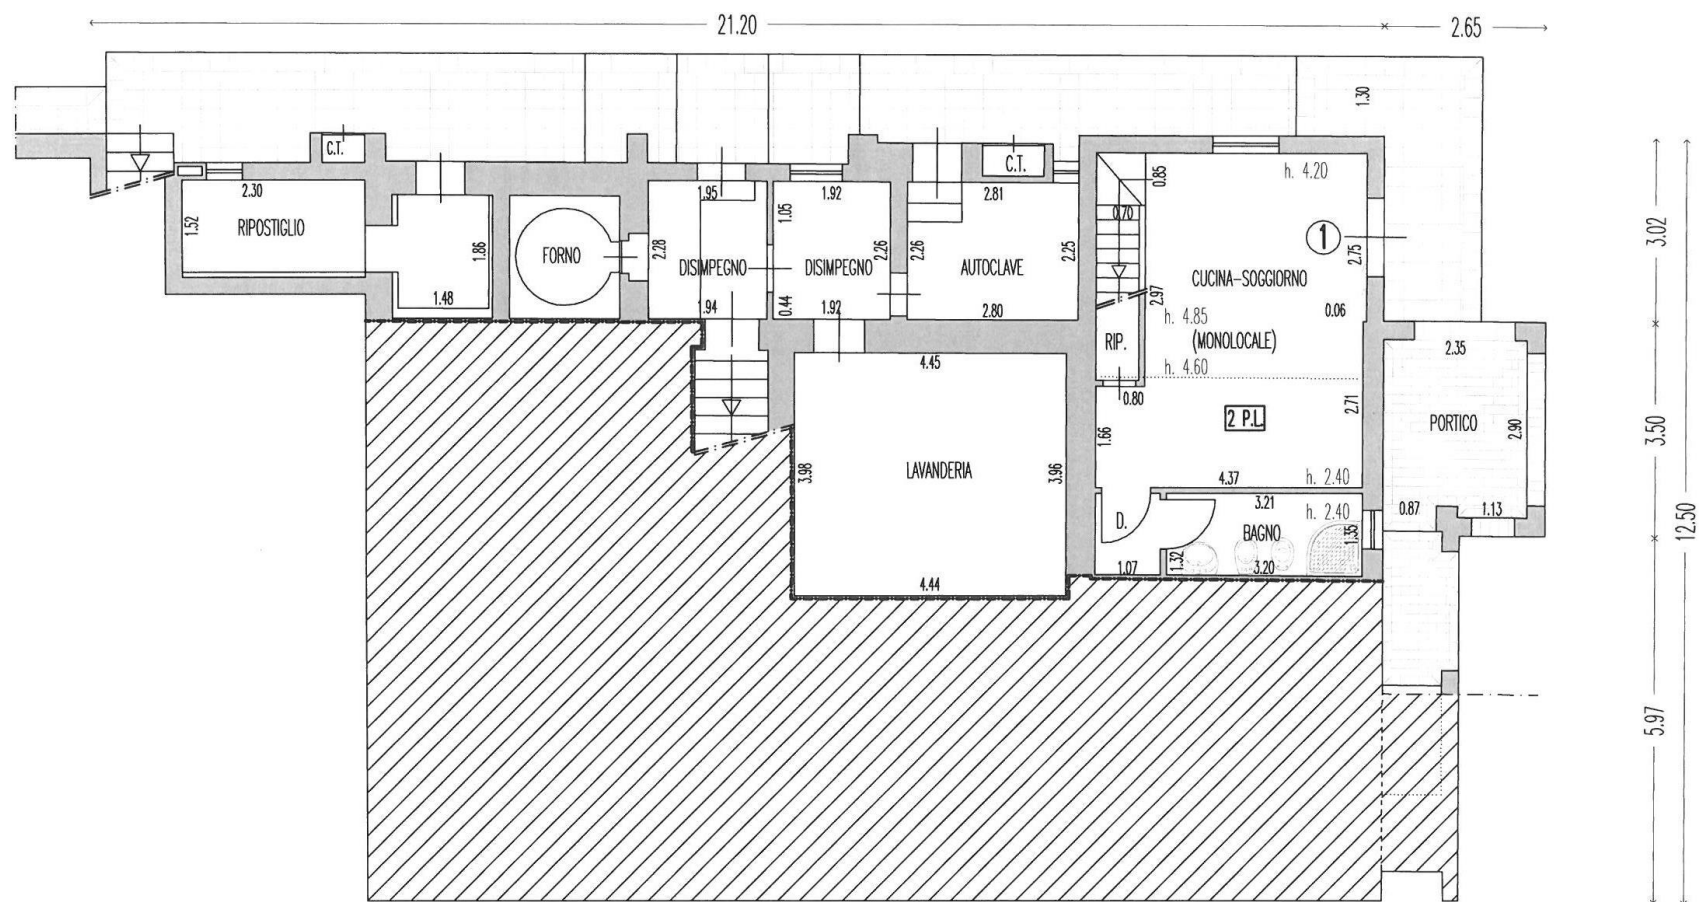 21.20
2.65
1.30
C.T.
C.T.
h. 4.20
2.30
1.95
1.92
2.81
0.85
1.52
RIPOSTIGLIO
1.86
1.48
FORNO
2.28
DISIMPEGNO
1.94
1.05
2.26
DISIMPEGNO
0.44
1.92
2.26
AUTOCLAVE
2.25
2.80
0.70
2.97
1
2.75
CUCINA-SOGGIORNO
0.06
h. 4.85
(MONOLOCALE)
RIP.
h. 4.60
0.80
2.71
2 P.L.
1.66
4.37
h. 2.40
2.35
PORTICO
2.90
0.87
1.13
4.45
3.98
LAVANDERIA
3.96
4.44
D.
1.07
3.21
h. 2.40
BAGNO
1.35
1.32
3.20
3.02
3.50
12.50
5.97